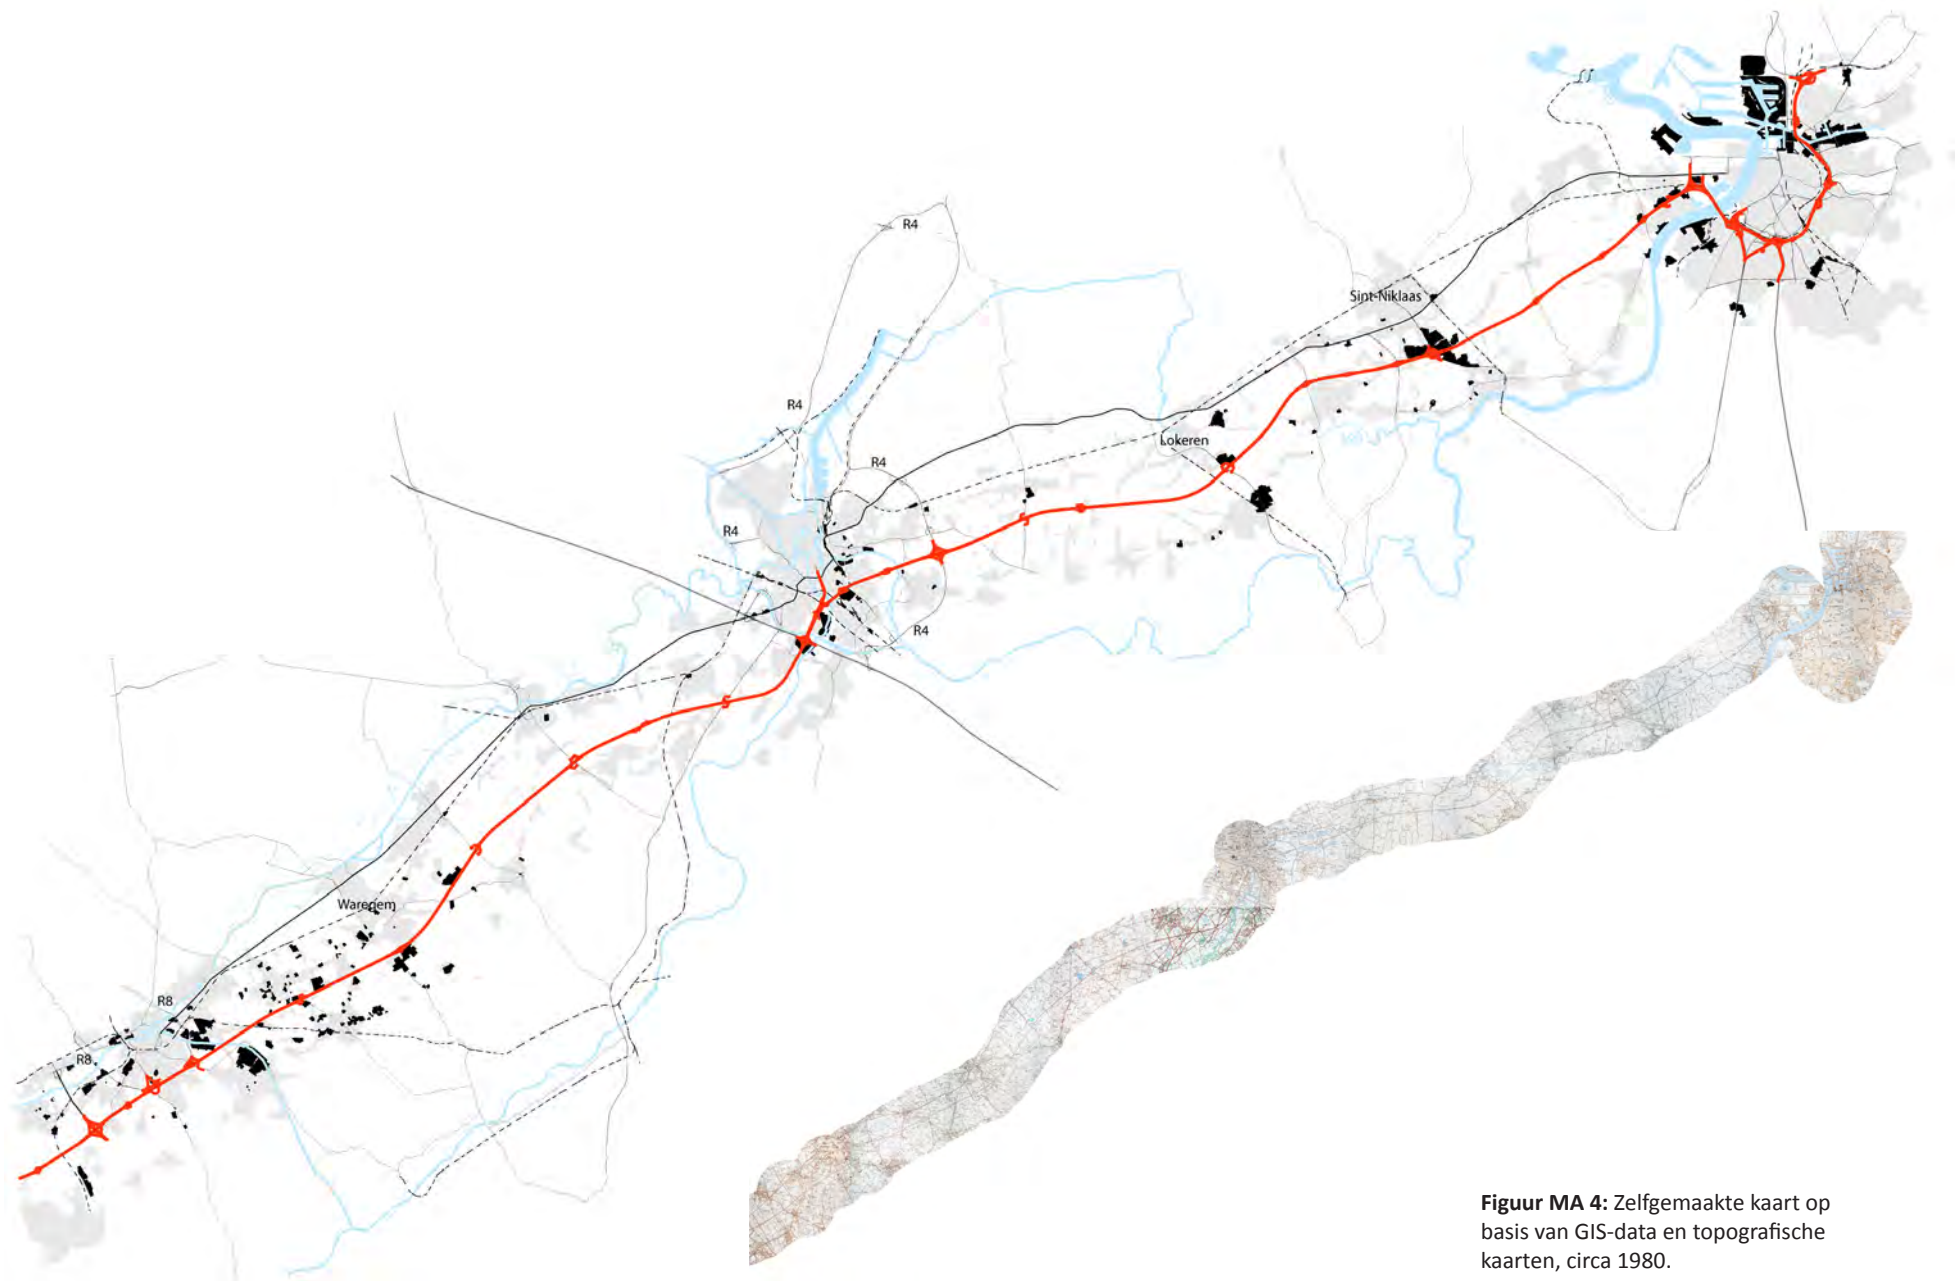 R4
Sint-Niklaas
R4
Lokeren
R4
R4
R4
Waregem
R8
R8
Figuur MA 4: Zelfgemaakte kaart op
basis van GIS-data en topografische
kaarten, circa 1980.